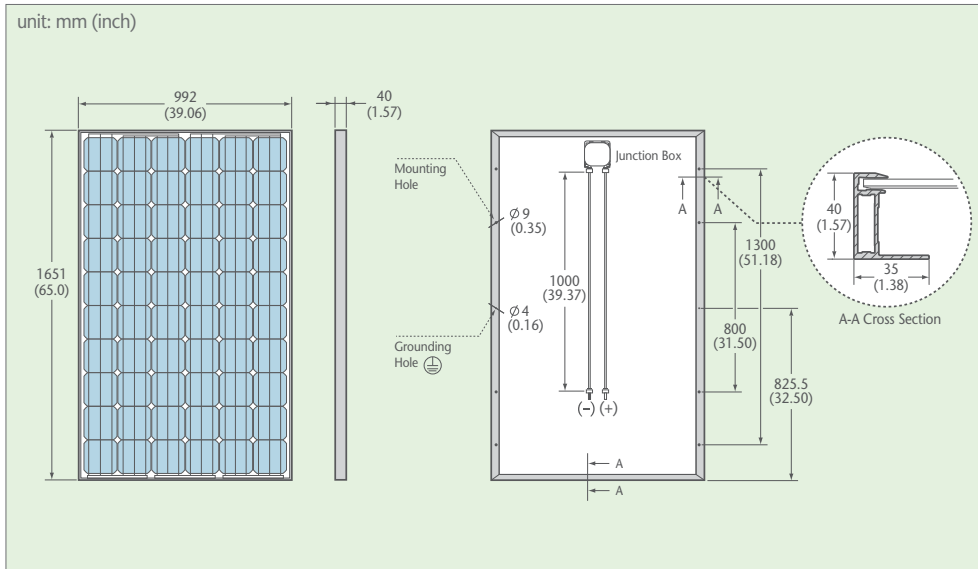 unit: mm (inch)
992
(39.06)
40
(1.57)
1651
(65.0)
Mounting
Hole
Ø 9
(0.35)
Ø 4
(0.16)
Grounding
Hole
Junction Box
1000
(39.37)
(-) (+)
A
A
A A
800
(31.50)
1300
(51.18)
825.5
(32.50)
40
(1.57)
35
(1.38)
A-A Cross Section